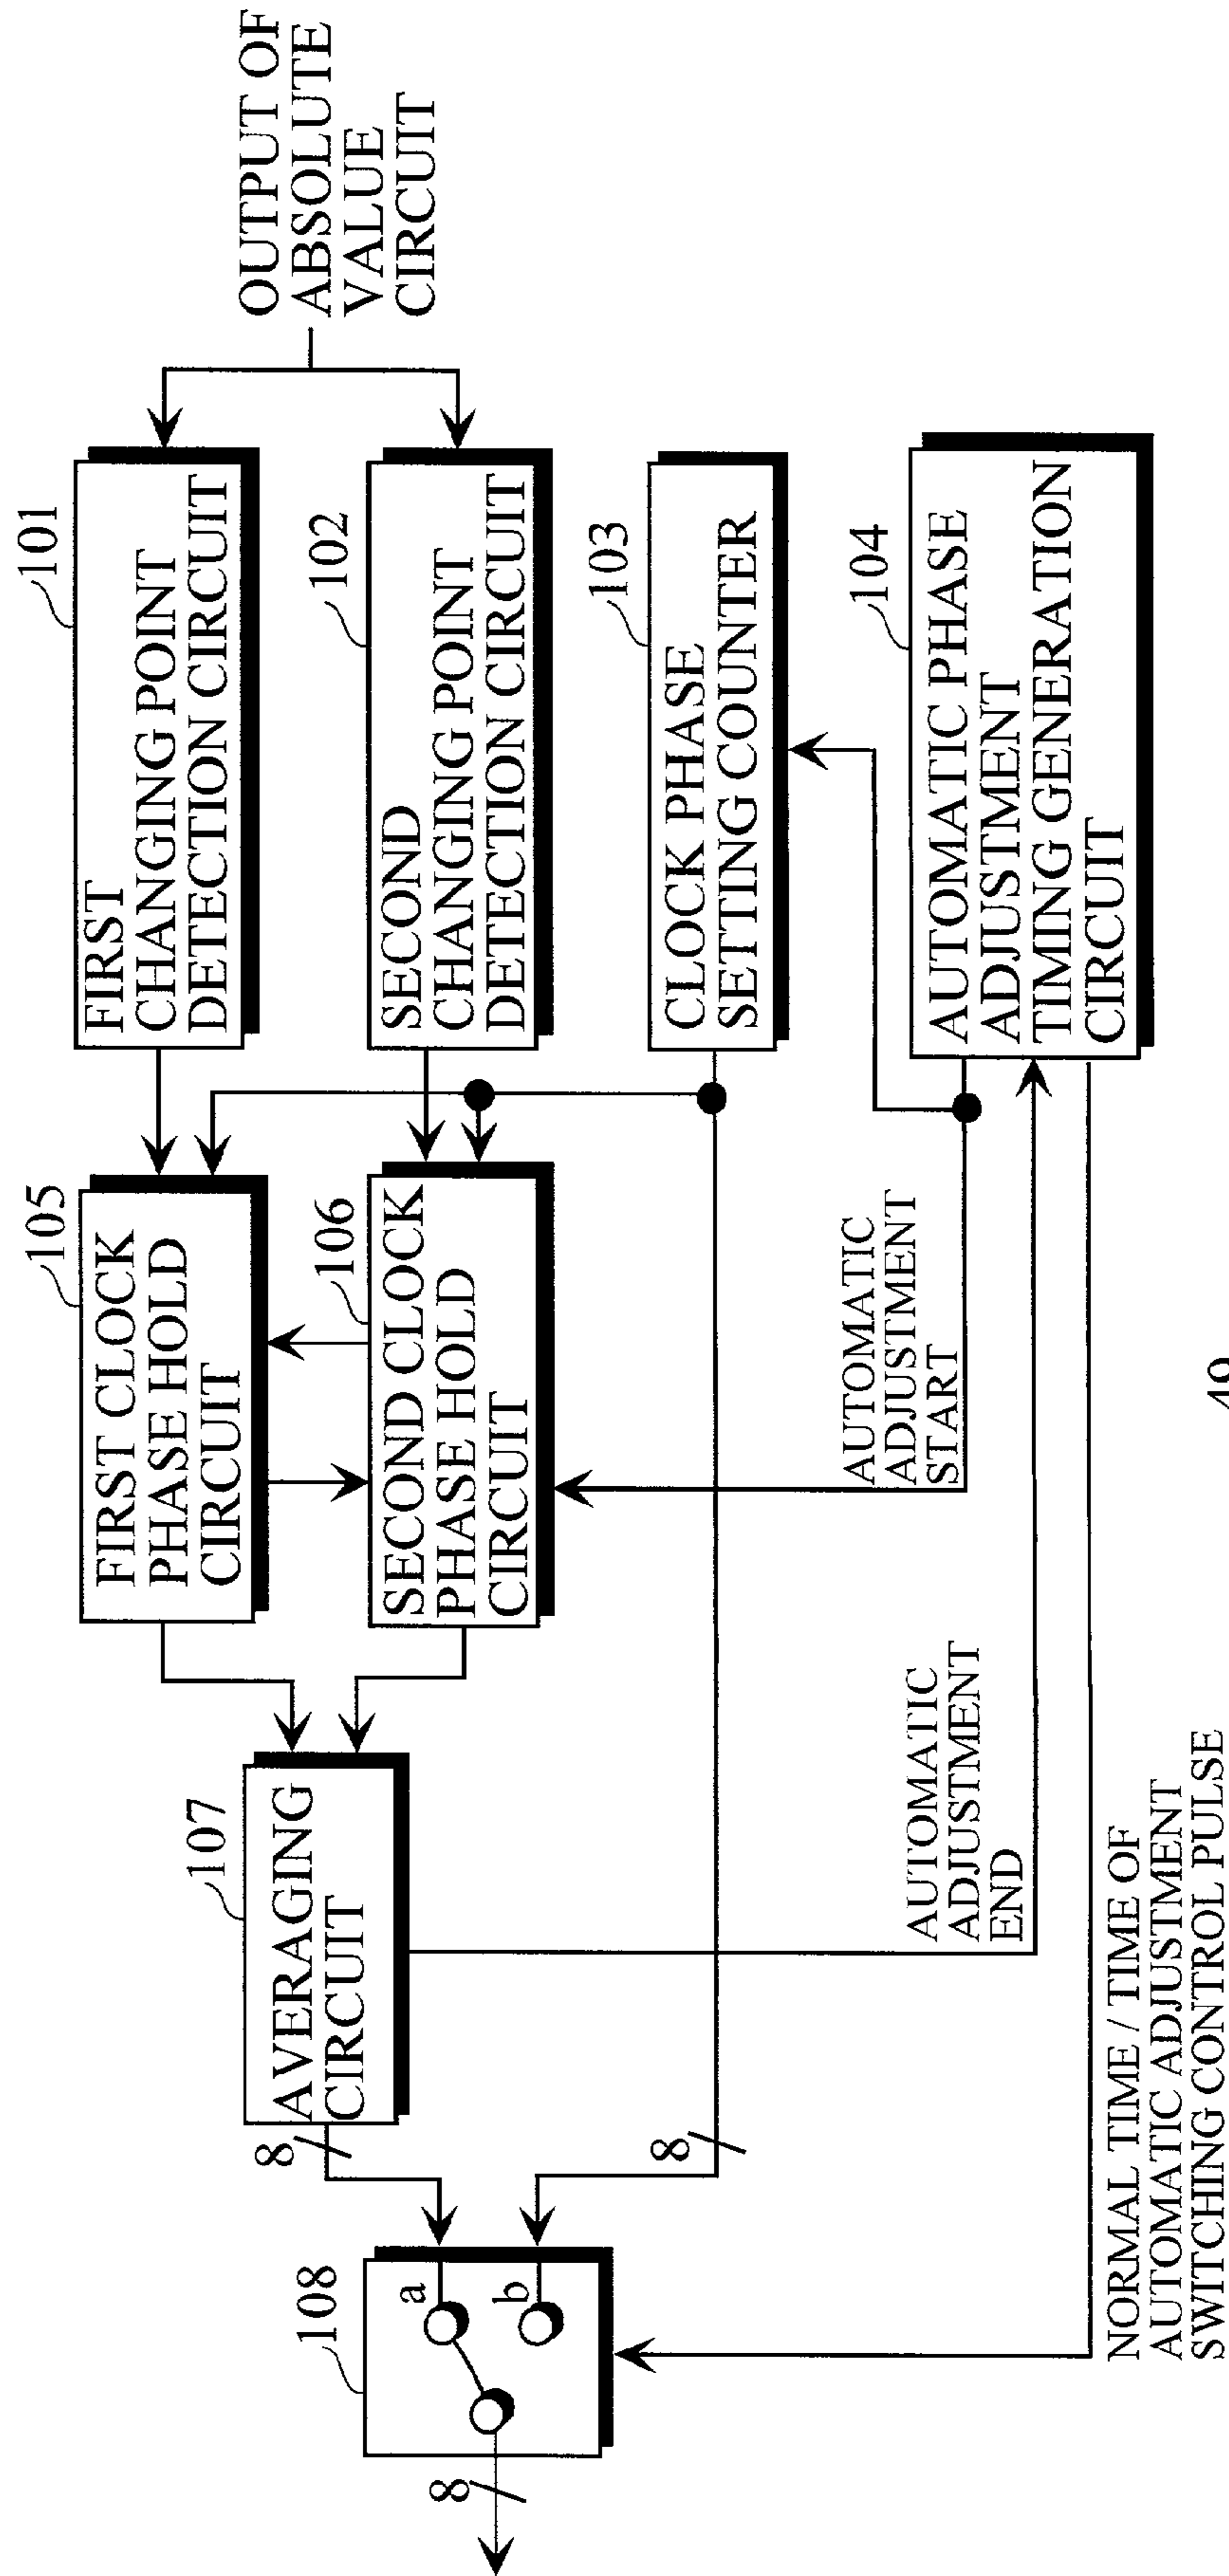 OUTPUT OF
ABSOLUTE
VALUE
CIRCUIT
101
FIRST
CHANGING POINT
DETECTION CIRCUIT
102
SECOND
CHANGING POINT
DETECTION CIRCUIT
103
CLOCK PHASE
SETTING COUNTER
104
AUTOMATIC PHASE
ADJUSTMENT
TIMING GENERATION
CIRCUIT
105
FIRST CLOCK
PHASE HOLD
CIRCUIT
106
SECOND CLOCK
PHASE HOLD
CIRCUIT
AUTOMATIC
ADJUSTMENT
START
107
AVERAGING
CIRCUIT
8
8
AUTOMATIC
ADJUSTMENT
END
108
a
b
8
NORMAL TIME / TIME OF
AUTOMATIC ADJUSTMENT
SWITCHING CONTROL PULSE
49